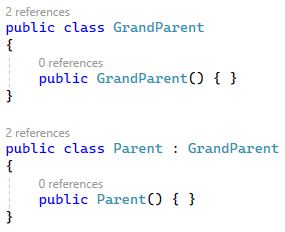 2 references
public class GrandParent
{
0 references
public GrandParent() { }
}
2 references
public class Parent : GrandParent
{
0 references
public Parent() { }
}